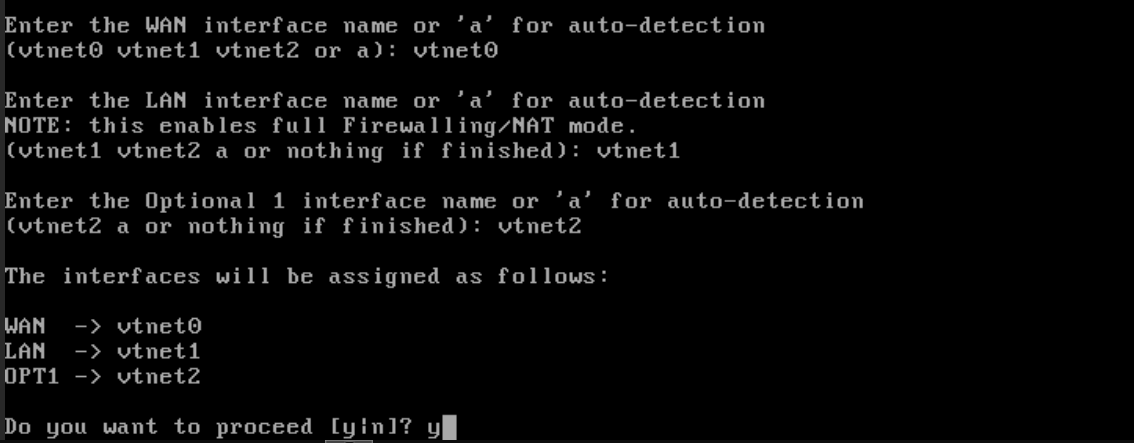 Enter the WAN interface name or 'a' for auto-detection
(vtnet0 vtnet1 vtnet2 or a): vtnet0
Enter the LAN interface name or 'a' for auto-detection
NOTE: this enables full Firewalling/NAT mode.
(vtnet1 vtnet2 a or nothing if finished): vtnet1
Enter the Optional 1 interface name or 'a' for auto-detection
(vtnet2 a or nothing if finished): vtnet2
The interfaces will be assigned as follows:
WAN  -> vtnet0
LAN  -> vtnet1
OPT1 -> vtnet2
Do you want to proceed [y|n]? y